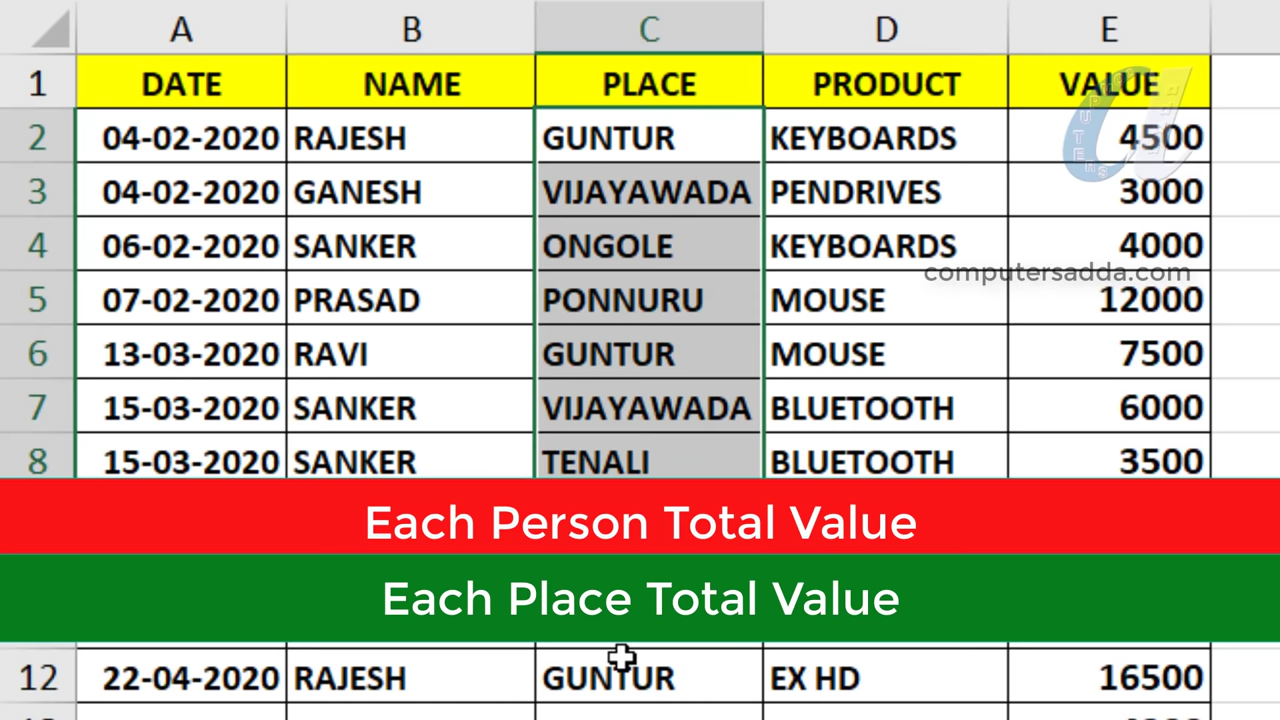 A B C D E
1 DATE NAME PLACE PRODUCT VALUE
2 04-02-2020 RAJESH GUNTUR KEYBOARDS 4500
3 04-02-2020 GANESH VIJAYAWADA PENDRIVES 3000
4 06-02-2020 SANKER ONGOLE KEYBOARDS 4000
computersadda.com
5 07-02-2020 PRASAD PONNURU MOUSE 12000
6 13-03-2020 RAVI GUNTUR MOUSE 7500
7 15-03-2020 SANKER VIJAYAWADA BLUETOOTH 6000
8 15-03-2020 SANKER TENALI BLUETOOTH 3500
Each Person Total Value
Each Place Total Value
12 22-04-2020 RAJESH GUNTUR EX HD 16500